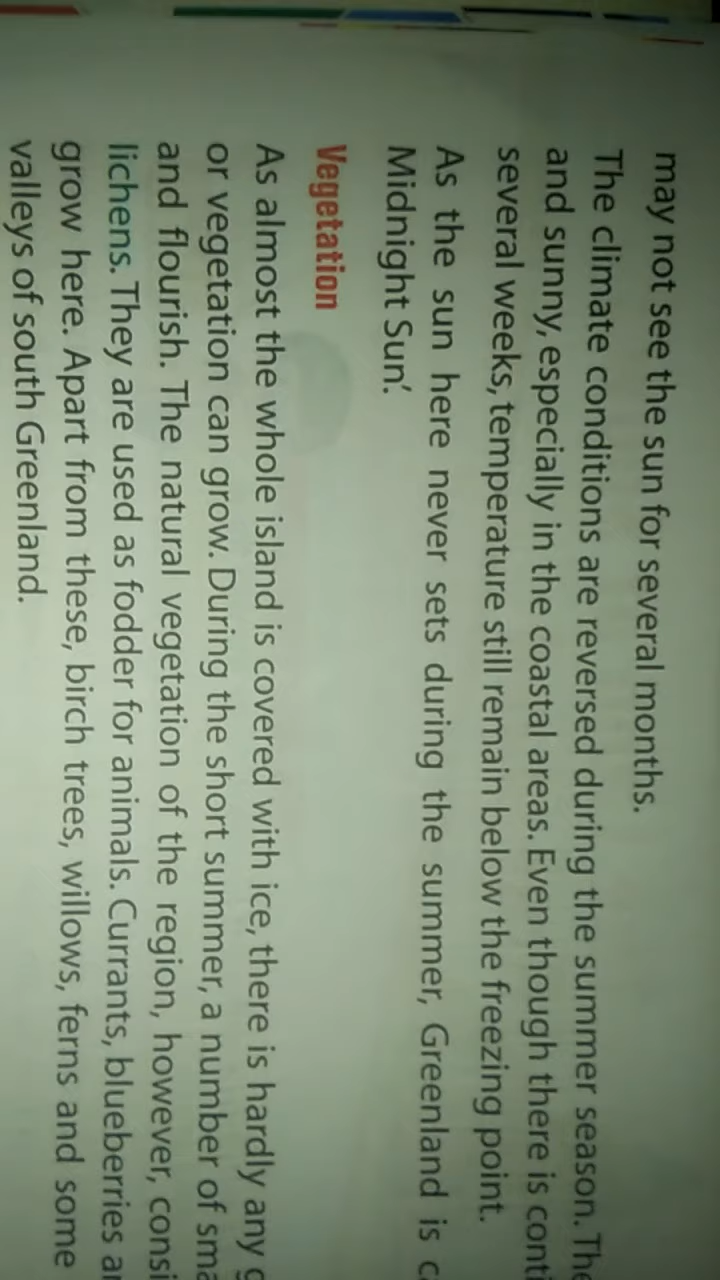 may not see the sun for several months.
The climate conditions are reversed during the summer season.
and sunny, especially in the coastal areas. Even though there is
several weeks, temperature still remain below the freezing point.
As the sun here never sets during the summer, Greenland is
Midnight Sun'.
Vegetation
As almost the whole island is covered with ice, there is hardly any
or vegetation can grow. During the short summer, a number of
and flourish. The natural vegetation of the region, however,
lichens. They are used as fodder for animals. Currants, blueberries
grow here. Apart from these, birch trees, willows, ferns and some
valleys of south Greenland.